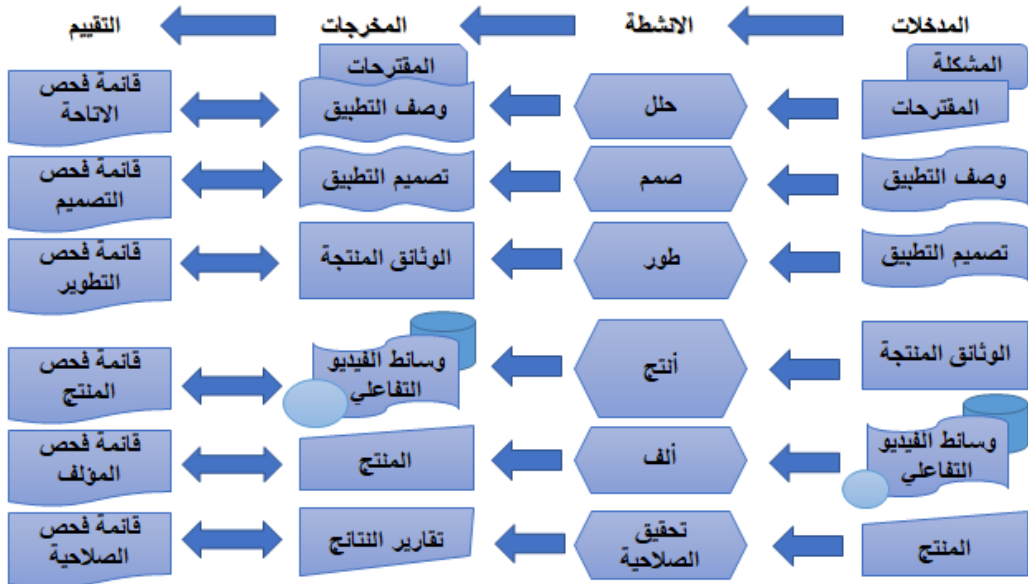 المدخلات
الانشطة
المخرجات
التقييم
المشكلة
المقترحات
حلل
المقترحات
وصف التطبيق
قائمة فحص
الاتاحة
وصف التطبيق
صمم
تصميم التطبيق
قائمة فحص
التصميم
تصميم التطبيق
طور
الوثائق المنتجة
قائمة فحص
التطوير
الوثائق المنتجة
أنتج
وسائط الفيديو
التفاعلي
قائمة فحص
المنتج
وسائط الفيديو
التفاعلي
ألف
المنتج
قائمة فحص
المؤلف
المنتج
تحقيق
الصلاحية
تقارير النتائج
قائمة فحص
الصلاحية